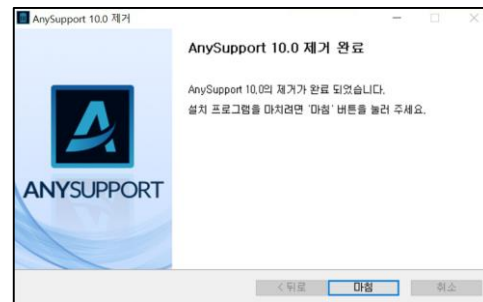 AnySupport 10.0 제거
AnySupport 10.0 제거 완료
AnySupport 10.0의 제거가 완료 되었습니다.
설치 프로그램를 마치려면 '마침' 버튼을 눌러 주세요.
ANYSUPPORT
< 뒤로
마침
취소